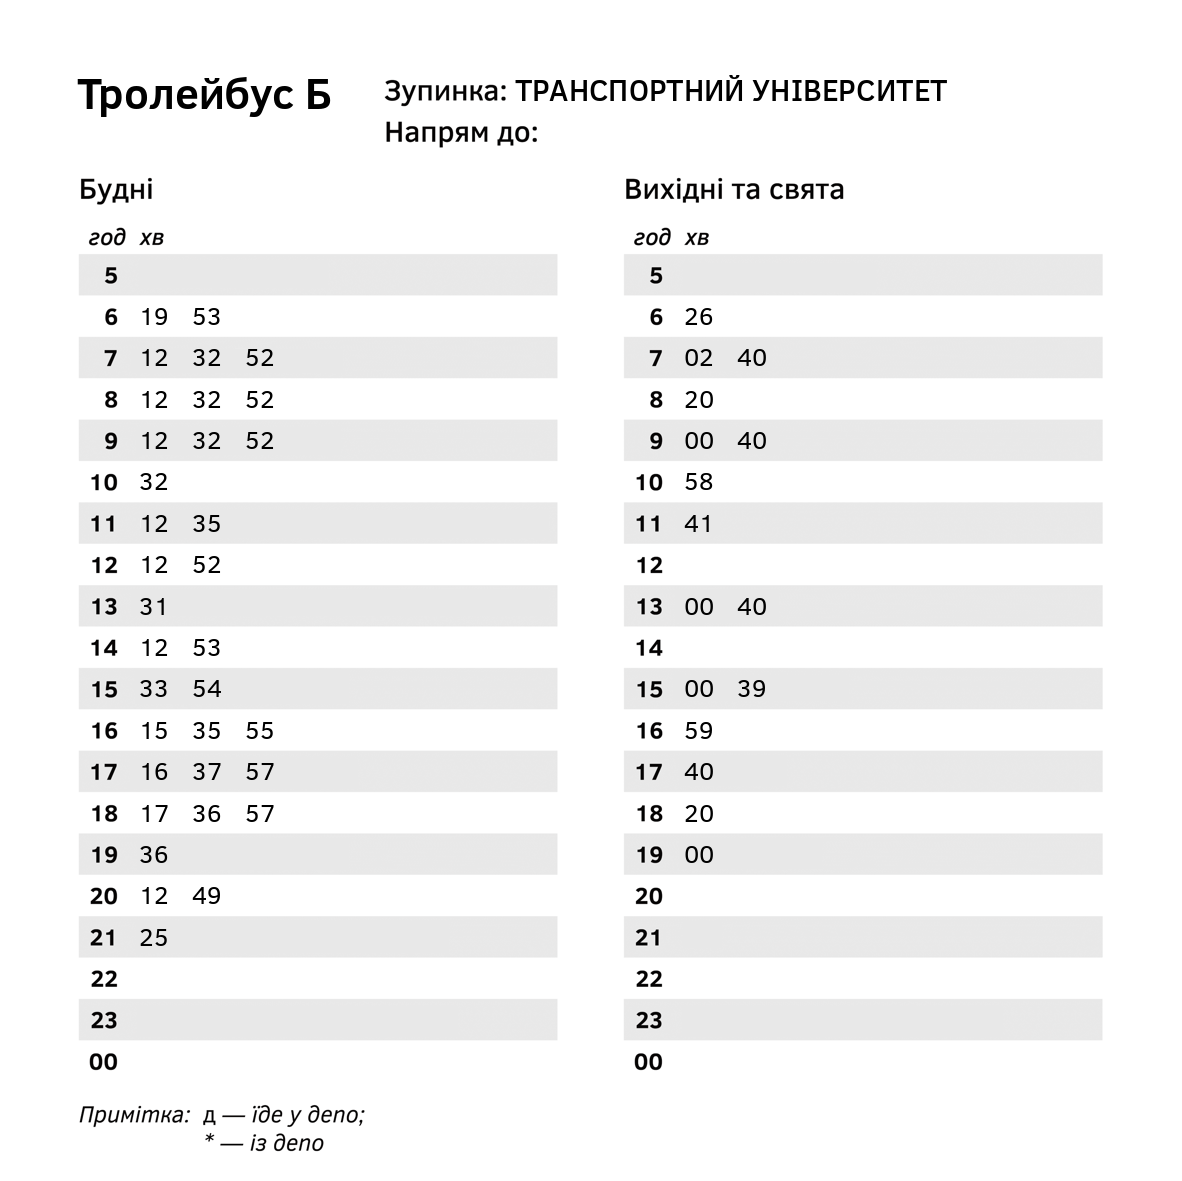 Тролейбус Б
Зупинка: ТРАНСПОРТНИЙ УНІВЕРСИТЕТ
Напрям до:
Будні
год хв
5
6 19 53
7 12 32 52
8 12 32 52
9 12 32 52
10 32
11 12 35
12 12 52
13 31
14 12 53
15 33 54
16 15 35 55
17 16 37 57
18 17 36 57
19 36
20 12 49
21 25
22
23
00
Вихідні та свята
год хв
5
6 26
7 02 40
8 20
9 00 40
10 58
11 41
12
13 00 40
14
15 00 39
16 59
17 40
18 20
19 00
20
21
22
23
00
Примітка: д — їде у депо;
* — із депо